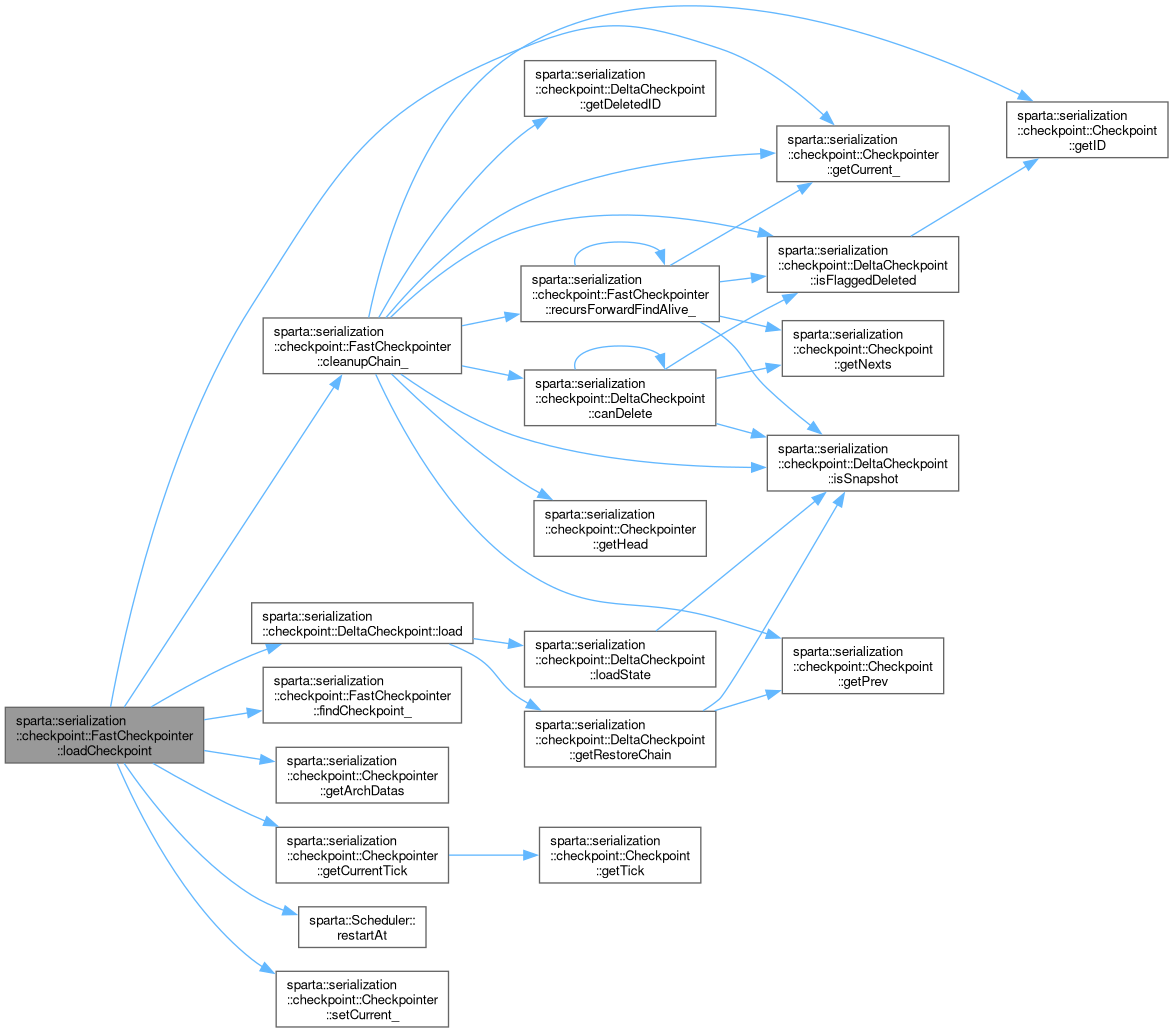 sparta::serialization
::checkpoint::FastCheckpointer
::loadCheckpoint
sparta::serialization
::checkpoint::FastCheckpointer
::cleanupChain_
sparta::serialization
::checkpoint::DeltaCheckpoint::load
sparta::serialization
::checkpoint::FastCheckpointer
::findCheckpoint_
sparta::serialization
::checkpoint::Checkpointer
::getArchDatas
sparta::serialization
::checkpoint::Checkpointer
::getCurrentTick
sparta::Scheduler::
restartAt
sparta::serialization
::checkpoint::Checkpointer
::setCurrent_
sparta::serialization
::checkpoint::DeltaCheckpoint
::getDeletedID
sparta::serialization
::checkpoint::FastCheckpointer
::recursForwardFindAlive_
sparta::serialization
::checkpoint::DeltaCheckpoint
::canDelete
sparta::serialization
::checkpoint::Checkpointer
::getHead
sparta::serialization
::checkpoint::DeltaCheckpoint
::loadState
sparta::serialization
::checkpoint::DeltaCheckpoint
::getRestoreChain
sparta::serialization
::checkpoint::Checkpoint
::getTick
sparta::serialization
::checkpoint::Checkpointer
::getCurrent_
sparta::serialization
::checkpoint::DeltaCheckpoint
::isFlaggedDeleted
sparta::serialization
::checkpoint::Checkpoint
::getNexts
sparta::serialization
::checkpoint::DeltaCheckpoint
::isSnapshot
sparta::serialization
::checkpoint::Checkpoint
::getPrev
sparta::serialization
::checkpoint::Checkpoint
::getID